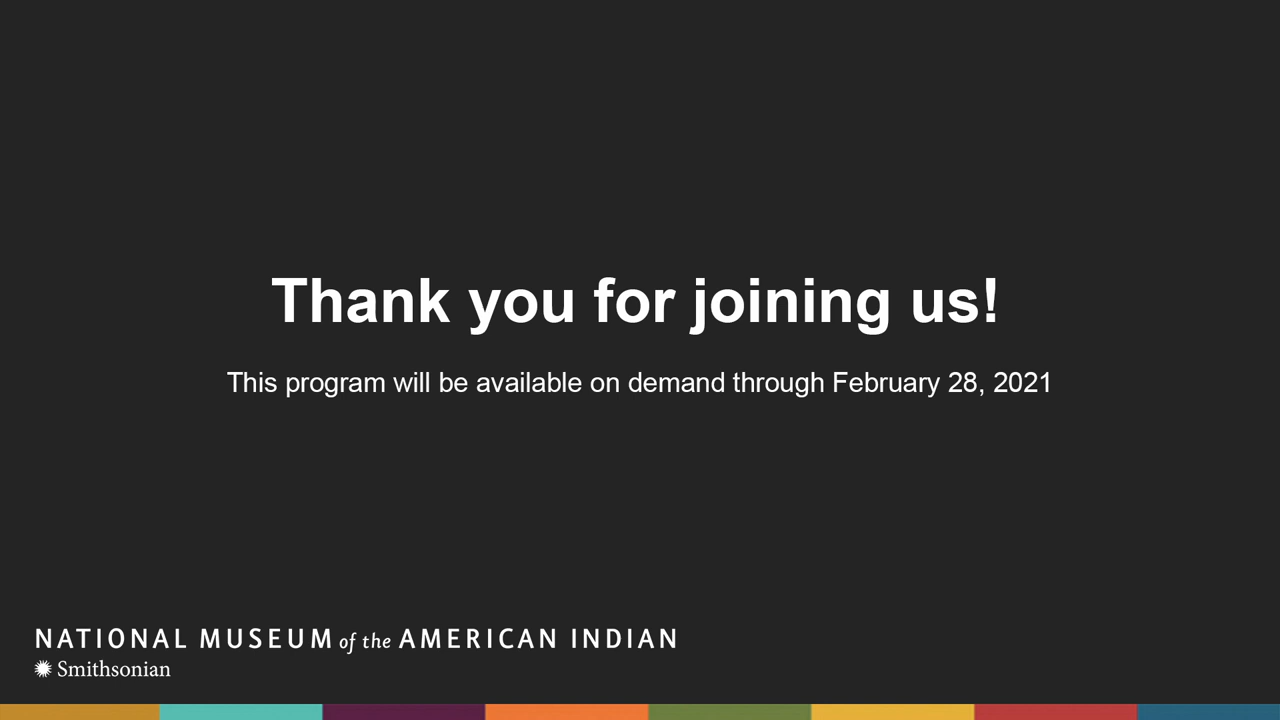 Thank you for joining us!
This program will be available on demand through February 28, 2021
NATIONAL MUSEUM of the AMERICAN INDIAN
Smithsonian